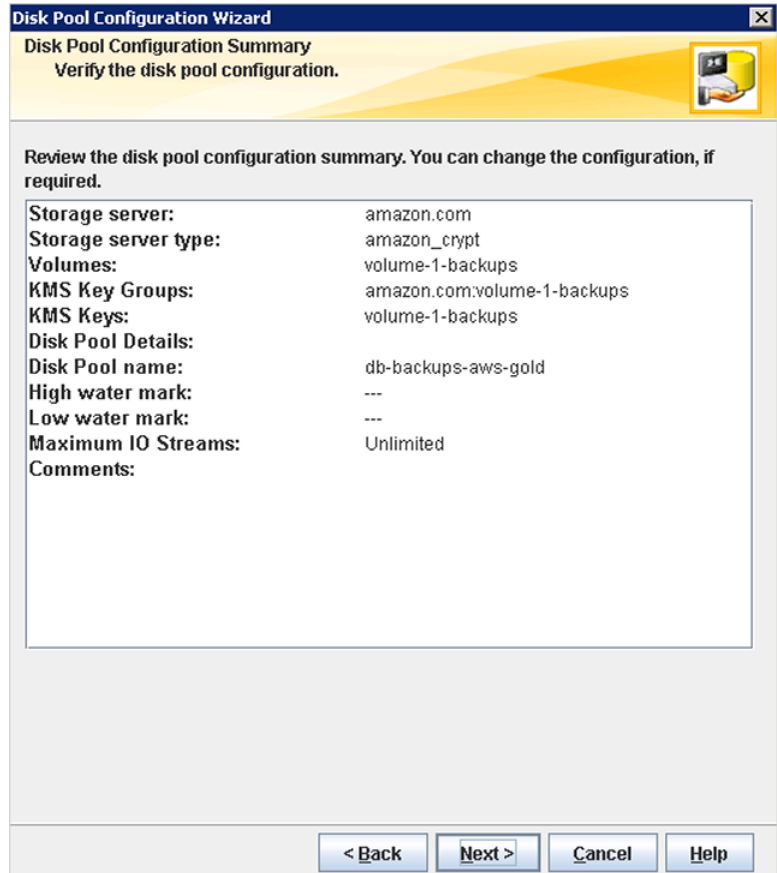 Disk Pool Configuration Wizard
Disk Pool Configuration Summary
Verify the disk pool configuration.
Review the disk pool configuration summary. You can change the configuration, if
required.
Storage server: amazon.com
Storage server type: amazon_crypt
Volumes: volume-1-backups
KMS Key Groups: amazon.com:volume-1-backups
KMS Keys: volume-1-backups
Disk Pool Details:
Disk Pool name: db-backups-aws-gold
High water mark: ---
Low water mark: ---
Maximum IO Streams: Unlimited
Comments:
< Back Next > Cancel Help